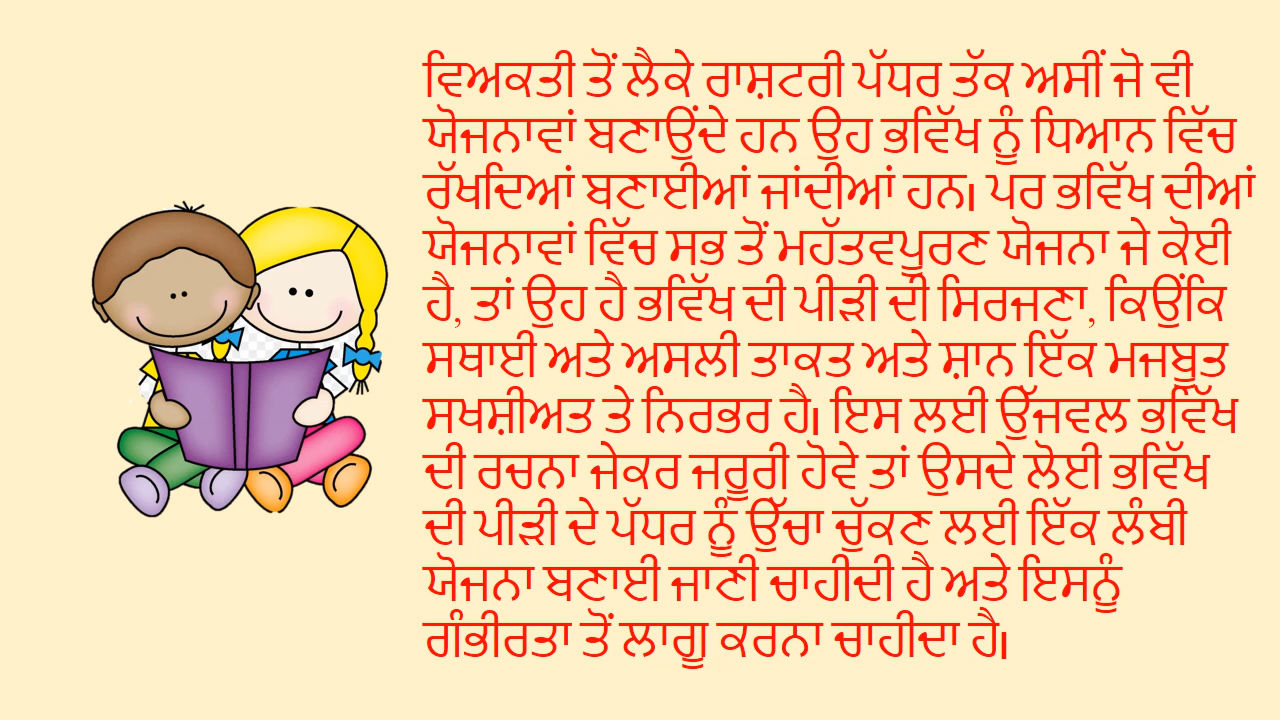 ਵਿਅਕਤੀ ਤੋਂ ਲੈਕੇ ਰਾਸ਼ਟਰੀ ਪੱਧਰ ਤੱਕ ਅਸੀਂ ਜੋ ਵੀ
ਯੋਜਨਾਵਾਂ ਬਣਾਉਂਦੇ ਹਨ ਉਹ ਭਵਿੱਖ ਨੂੰ ਧਿਆਨ ਵਿੱਚ
ਰੱਖਦਿਆਂ ਬਣਾਈਆਂ ਜਾਂਦੀਆਂ ਹਨ। ਪਰ ਭਵਿੱਖ ਦੀਆਂ
ਯੋਜਨਾਵਾਂ ਵਿੱਚ ਸਭ ਤੋਂ ਮਹੱਤਵਪੂਰਣ ਯੋਜਨਾ ਜੇ ਕੋਈ
ਹੈ, ਤਾਂ ਉਹ ਹੈ ਭਵਿੱਖ ਦੀ ਪੀੜੀ ਦੀ ਸਿਰਜਣਾ, ਕਿਉਂਕਿ
ਸਥਾਈ ਅਤੇ ਅਸਲੀ ਤਾਕਤ ਅਤੇ ਸ਼ਾਨ ਇੱਕ ਮਜਬੂਤ
ਸਖਸ਼ੀਅਤ ਤੇ ਨਿਰਭਰ ਹੈ। ਇਸ ਲਈ ਉੱਜਵਲ ਭਵਿੱਖ
ਦੀ ਰਚਨਾ ਜੇਕਰ ਜਰੂਰੀ ਹੋਵੇ ਤਾਂ ਉਸਦੇ ਲੋਈ ਭਵਿੱਖ
ਦੀ ਪੀੜੀ ਦੇ ਪੱਧਰ ਨੂੰ ਉੱਚਾ ਚੁੱਕਣ ਲਈ ਇੱਕ ਲੰਬੀ
ਯੋਜਨਾ ਬਣਾਈ ਜਾਣੀ ਚਾਹੀਦੀ ਹੈ ਅਤੇ ਇਸਨੂੰ
ਗੰਭੀਰਤਾ ਤੋਂ ਲਾਗੂ ਕਰਨਾ ਚਾਹੀਦਾ ਹੈ।